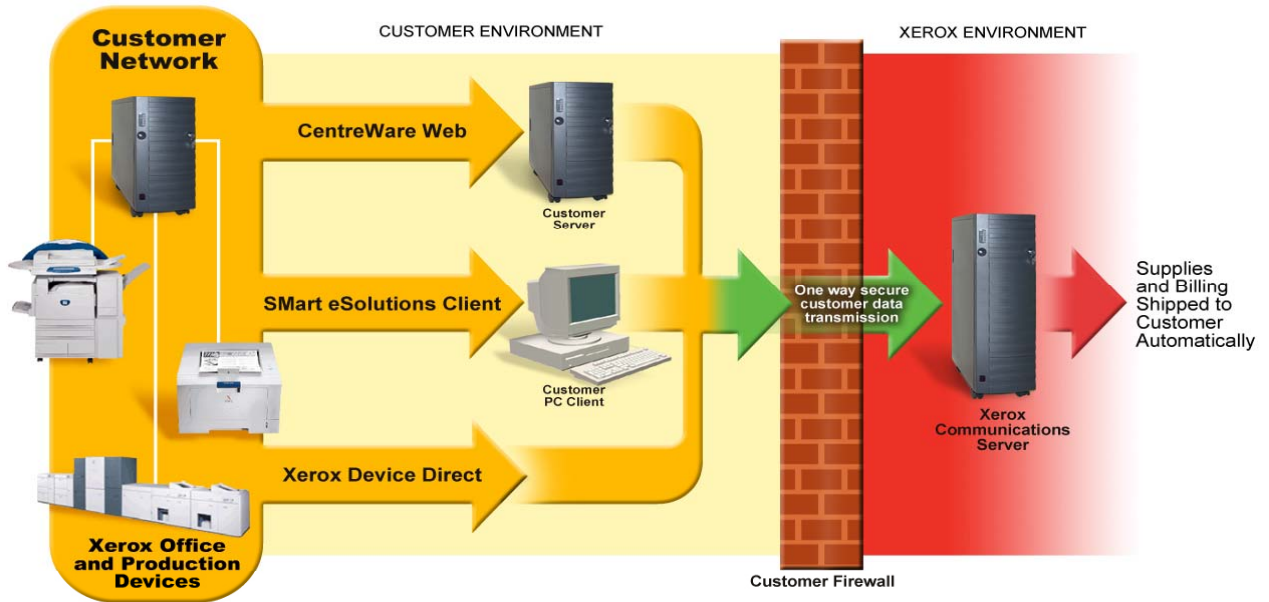 CUSTOMER ENVIRONMENT
XEROX ENVIRONMENT
Customer
Network
CentreWare Web
Customer
Server
SMart eSolutions Client
Customer
PC Client
Xerox Device Direct
Xerox Office
and Production
Devices
One way secure
customer data
transmission
Customer Firewall
Xerox
Communications
Server
Supplies
and Billing
Shipped to
Customer
Automatically